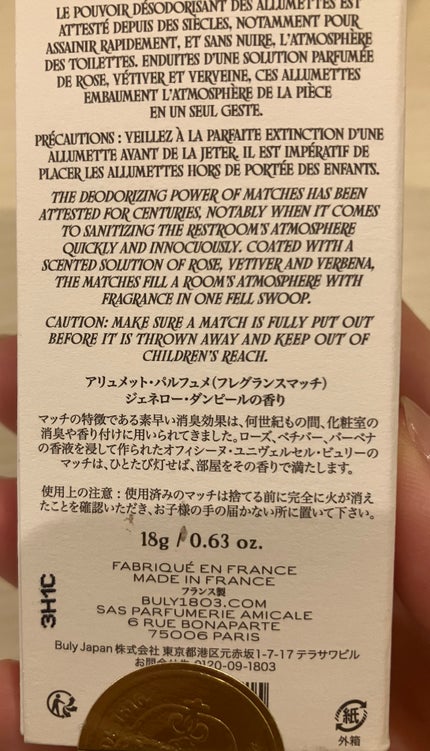 LE POUVOIR DÉSODORISANT DES ALLUMETTES EST
ATTESTÉ DEPUIS DES SIÈCLES, NOTAMMENT POUR
ASSAINIR RAPIDEMENT, ET SANS NUIRE, L'ATMOSPHÈRE
DES TOILETTES. ENDUITES D'UNE SOLUTION PARFUMÉE
DE ROSE, VÉTIVER ET VERVEINE, CES ALLUMETTES
EMBAUMENT L'ATMOSPHÈRE DE LA PIÈCE
EN UN SEUL GESTE.
PRÉCAUTIONS : VEILLEZ À LA PARFAITE EXTINCTION D'UNE
ALLUMETTE AVANT DE LA JETER. IL EST IMPÉRATIF DE
PLACER LES ALLUMETTES HORS DE PORTÉE DES ENFANTS.
THE DEODORIZING POWER OF MATCHES HAS BEEN
ATTESTED FOR CENTURIES, NOTABLY WHEN IT COMES
TO SANITIZING THE RESTROOM'S ATMOSPHERE
QUICKLY AND INNOCUOUSLY. COATED WITH A
SCENTED SOLUTION OF ROSE, VETIVER AND VERBENA,
THE MATCHES FILL A ROOM'S ATMOSPHERE WITH
FRAGRANCE IN ONE FELL SWOOP.
CAUTION: MAKE SURE A MATCH IS FULLY PUT OUT
BEFORE IT IS THROWN AWAY AND KEEP OUT OF
CHILDREN'S REACH.
アリュメット・パルフュメ(フレグランスマッチ)
ジェネロー・ダンピールの香り
マッチの特徴である素早い消臭効果は、何世紀もの間、化粧室の
消臭や香り付けに用いられてきました。ローズ、ベチバー、バーベナ
の香液を浸して作られたオフィシーヌ・ユニヴェルセル・ビュリーの
マッチは、ひとたび灯せば、部屋をその香りで満たします。
使用上の注意：使用済みのマッチは捨てる前に完全に火が消え
たことを確認いただき、お子様の手の届かない所に置いて下さい。
18g / 0.63 oz.
FABRIQUÉ EN FRANCE
MADE IN FRANCE
フランス製
BULY1803.COM
SAS PARFUMERIE AMICALE
6 RUE BONAPARTE
75006 PARIS
Buly Japan株式会社 東京都港区元赤坂1-7-17 テラサワビル
お問合せ先 0120-09-1803
3H1C
紙
外箱